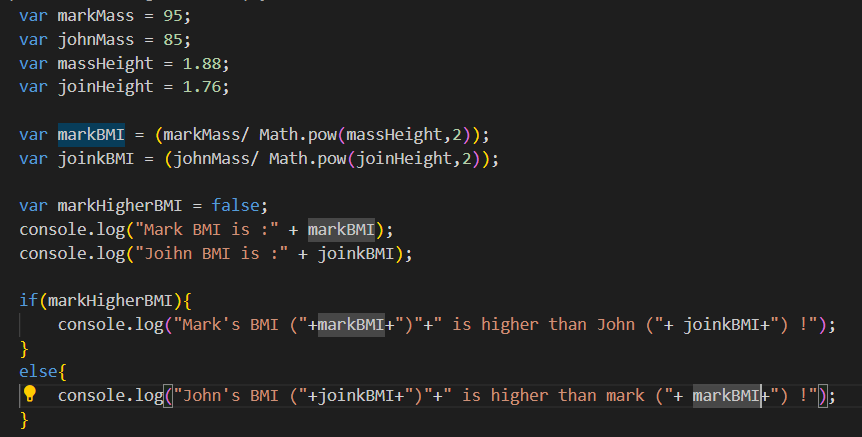 var markMass = 95;
var johnMass = 85;
var massHeight = 1.88;
var joinHeight = 1.76;
var markBMI = (markMass/ Math.pow(massHeight,2));
var joinkBMI = (johnMass/ Math.pow(joinHeight,2));
var markHigherBMI = false;
console.log("Mark BMI is :" + markBMI);
console.log("Joihn BMI is :" + joinkBMI);
if(markHigherBMI){
console.log("Mark's BMI ("+markBMI+")"+" is higher than John ("+ joinkBMI+") !");
}
else{
console.log("John's BMI ("+joinkBMI+")"+" is higher than mark ("+ markBMI+") !");
}